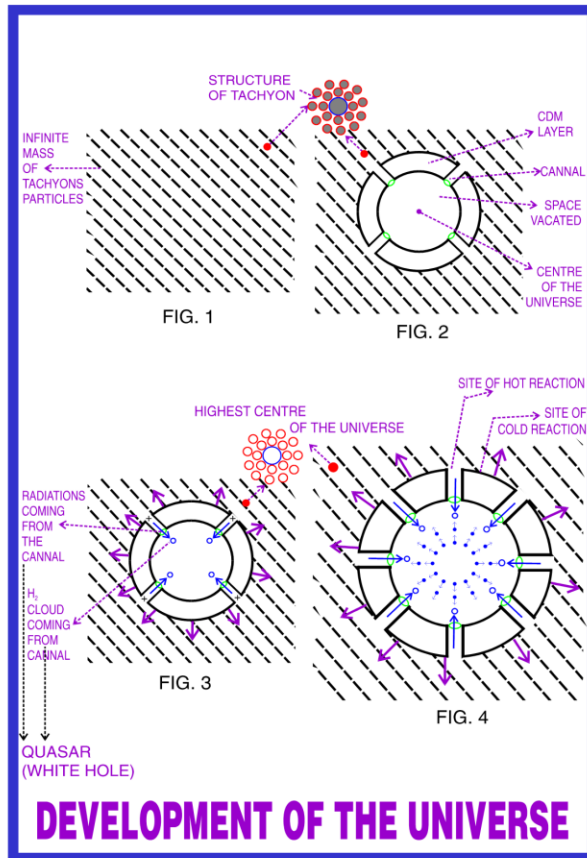 STRUCTURE
OF TACHYON
INFINITE
MASS
OF
TACHYONS
PARTICLES
CDM
LAYER
CANNAL
SPACE
VACATED
CENTRE
OF THE
UNIVERSE
FIG. 1
FIG. 2
HIGHEST CENTRE
OF THE UNIVERSE
SITE OF HOT REACTION
SITE OF
COLD REACTION
RADIATIONS
COMING
FROM
THE
CANNAL
H₂
CLOUD
COMING
FROM
CANNAL
FIG. 3
FIG. 4
QUASAR
(WHITE HOLE)
DEVELOPMENT OF THE UNIVERSE